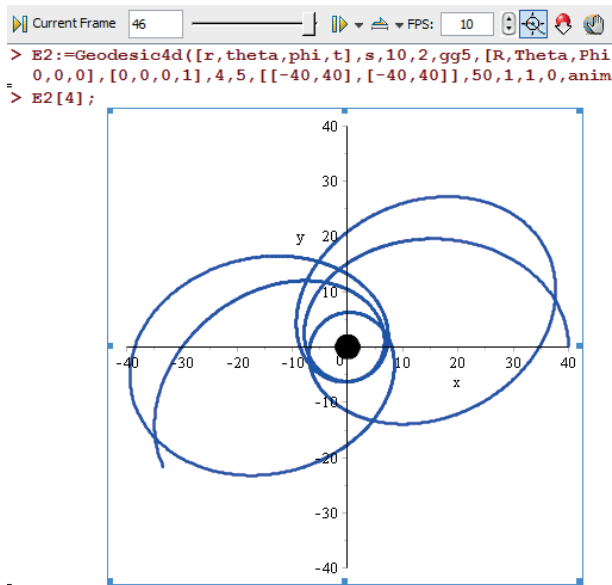 Current Frame 46 FPS: 10
> E2:=Geodesic4d([r,theta,phi,t],s,10,2,gg5,[R,Theta,Phi
0,0,0],[0,0,0,1],4,5,[[-40,40],[-40,40]],50,1,1,0,anim
> E2[4];
40
30
y 20
10
-40 -30 -20 -10 0 10 20 30 40
x
-10
-20
-30
-40